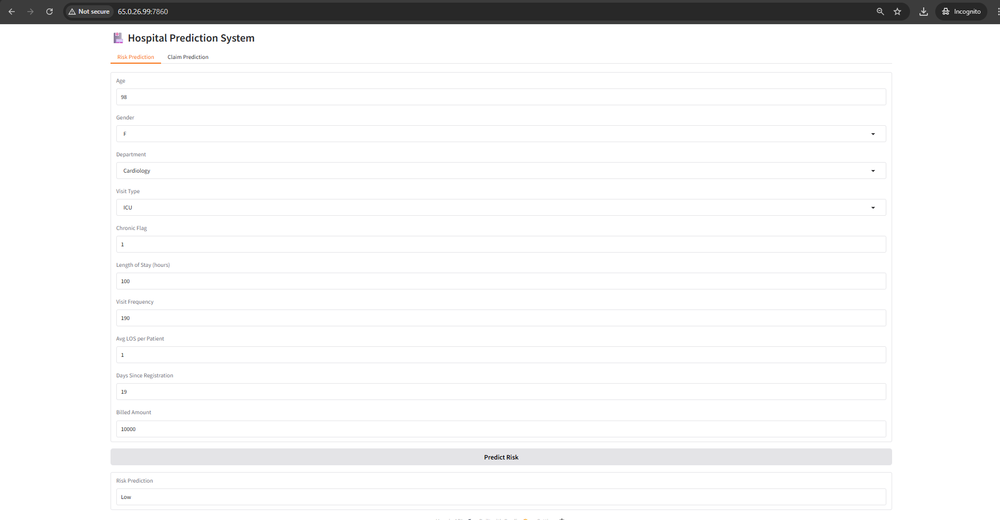 Not secure 65.0.26.99:7860 Incognito
Hospital Prediction System
Risk Prediction Claim Prediction
Age
98
Gender
F
Department
Cardiology
Visit Type
ICU
Chronic Flag
1
Length of Stay (hours)
100
Visit Frequency
190
Avg LOS per Patient
1
Days Since Registration
19
Billed Amount
10000
Predict Risk
Risk Prediction
Low